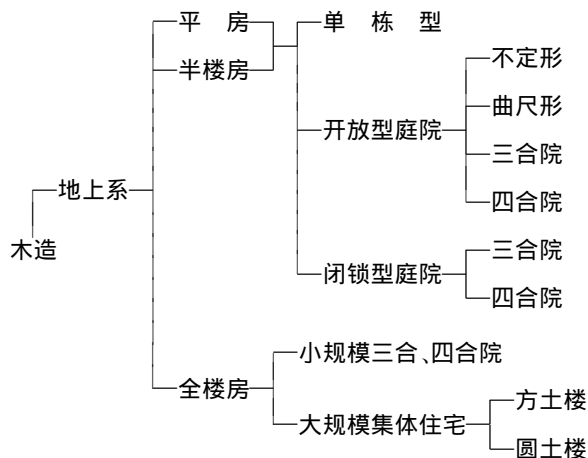 平 房
单 栋 型
半楼房
不定形
曲尺形
开放型庭院
三合院
地上系
四合院
木造
三合院
闭锁型庭院
四合院
小规模三合、四合院
全楼房
方土楼
大规模集体住宅
圆土楼